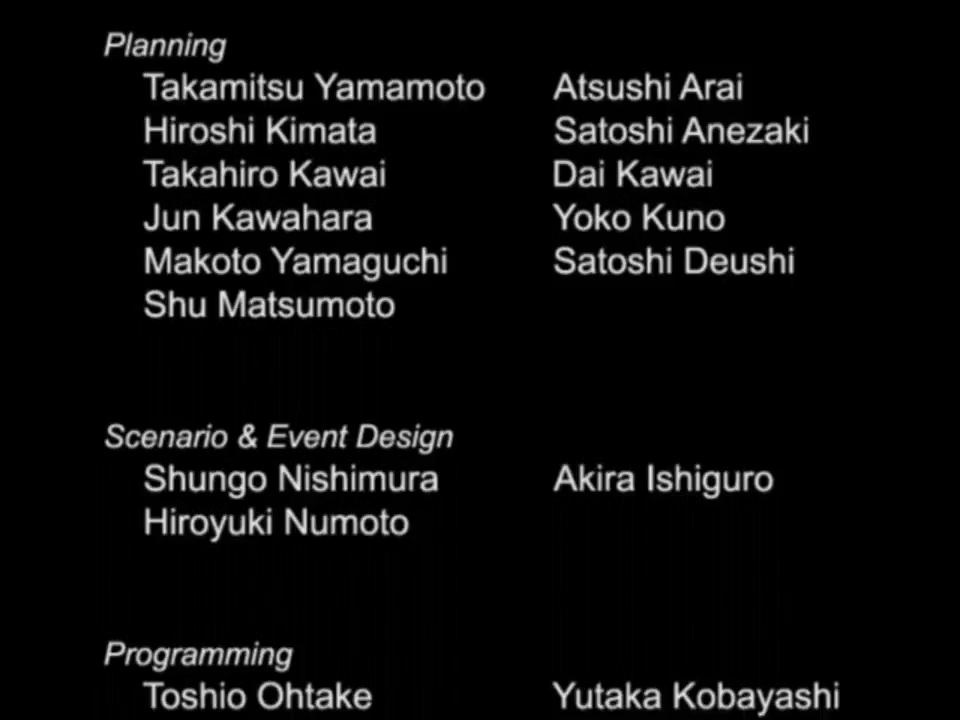 Planning
Takamitsu Yamamoto Atsushi Arai
Hiroshi Kimata Satoshi Anezaki
Takahiro Kawai Dai Kawai
Jun Kawahara Yoko Kuno
Makoto Yamaguchi Satoshi Deushi
Shu Matsumoto
Scenario & Event Design
Shungo Nishimura Akira Ishiguro
Hiroyuki Numoto
Programming
Toshio Ohtake Yutaka Kobayashi